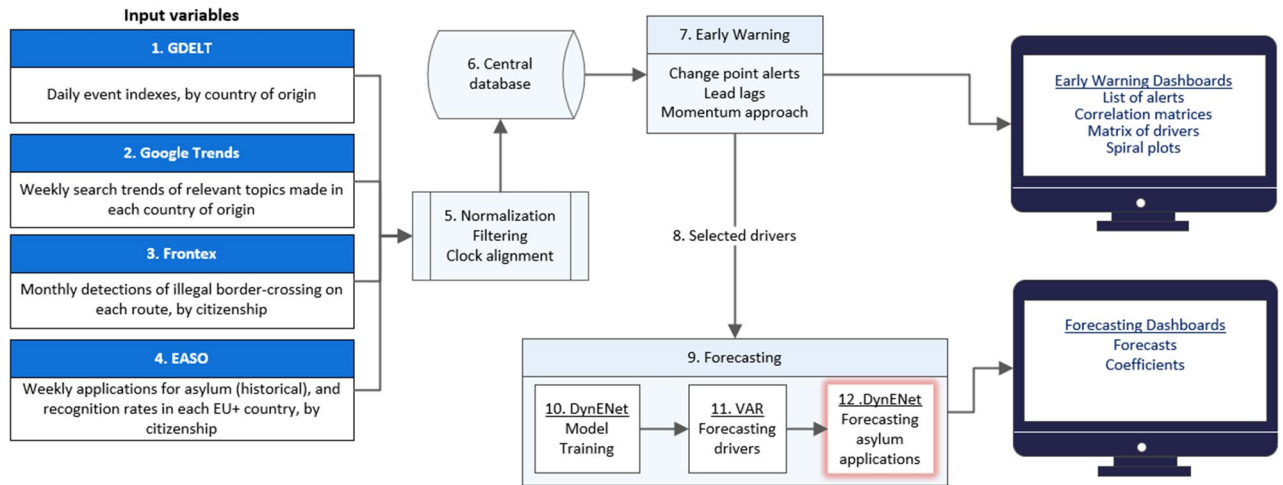 Input variables
1. GDELT
Daily event indexes, by country of origin
2. Google Trends
Weekly search trends of relevant topics made in
each country of origin
3. Frontex
Monthly detections of illegal border-crossing on
each route, by citizenship
4. EASO
Weekly applications for asylum (historical), and
recognition rates in each EU+ country, by
citizenship
5. Normalization
Filtering
Clock alignment
6. Central
database
7. Early Warning
Change point alerts
Lead lags
Momentum approach
Early Warning Dashboards
List of alerts
Correlation matrices
Matrix of drivers
Spiral plots
8. Selected drivers
9. Forecasting
10. DynENet
Model
Training
11. VAR
Forecasting
drivers
12 .DynENet
Forecasting
asylum
applications
Forecasting Dashboards
Forecasts
Coefficients